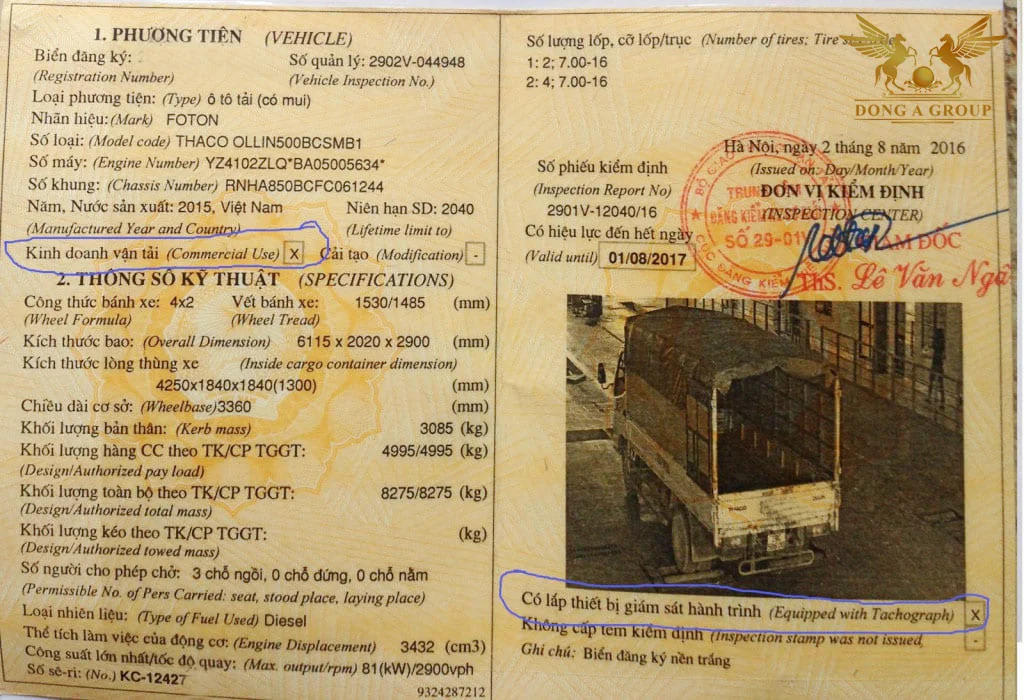 1. PHƯƠNG TIỆN (VEHICLE)
Biển đăng ký:
(Registration Number)
Số quản lý: 2902V-044948
(Vehicle Inspection No.)
Loại phương tiện: (Type) ô tô tải (có mui)
Nhãn hiệu: (Mark) FOTON
Số loại: (Model code) THACO OLLIN500BCSMB1
Số máy: (Engine Number) YZ4102ZLQ*BA05005634*
Số khung: (Chassis Number) RNHA850BCFC061244
Năm, Nước sản xuất: 2015, Việt Nam
(Manufactured Year and Country)
Niên hạn SD: 2040
(Lifetime limit to)
Kinh doanh vận tải (Commercial Use) X
Cải tạo (Modification) -
2. THÔNG SỐ KỸ THUẬT (SPECIFICATIONS)
Công thức bánh xe: 4x2
(Wheel Formula)
Vết bánh xe: 1530/1485 (mm)
(Wheel Tread)
Kích thước bao: (Overall Dimension) 6115 x 2020 x 2900 (mm)
Kích thước lòng thùng xe (Inside cargo container dimension)
4250x1840x1840(1300) (mm)
Chiều dài cơ sở: (Wheelbase)3360 (mm)
Khối lượng bản thân: (Kerb mass) 3085 (kg)
Khối lượng hàng CC theo TK/CP TGGT: 4995/4995 (kg)
(Design/Authorized pay load)
Khối lượng toàn bộ theo TK/CP TGGT: 8275/8275 (kg)
(Design/Authorized total mass)
Khối lượng kéo theo TK/CP TGGT: (kg)
(Design/Authorized towed mass)
Số người cho phép chở: 3 chỗ ngồi, 0 chỗ đứng, 0 chỗ nằm
(Permissible No. of Pers Carried: seat, stood place, laying place)
Loại nhiên liệu: (Type of Fuel Used) Diesel
Thể tích làm việc của động cơ: (Engine Displacement) 3432 (cm3)
Công suất lớn nhất/tốc độ quay: (Max. output/rpm) 81(kW)/2900vph
Số sê-ri: (No.) KC-12427
9324287212
Số lượng lốp, cỡ lốp/trục (Number of tires; Tire
1: 2; 7.00-16
2: 4; 7.00-16
DONG A GROUP
Hà Nội, ngày 2 tháng 8 năm 2016
(Issued on: Day/Month/Year)
Số phiếu kiểm định
(Inspection Report No)
2901V-12040/16
ĐƠN VỊ KIỂM ĐỊNH
(INSPECTION CENTER)
Có hiệu lực đến hết ngày
(Valid until) 01/08/2017
ĐĂNG KIỂM
SỐ 29-01V
CỤC ĐĂNG KIỂM
GIÁM ĐỐC
ThS. Lê Văn
THACO
Có lắp thiết bị giám sát hành trình (Equipped with Tachograph) X
Không cấp tem kiểm định (Inspection stamp was not issued) -
Ghi chú: Biển đăng ký nền trắng